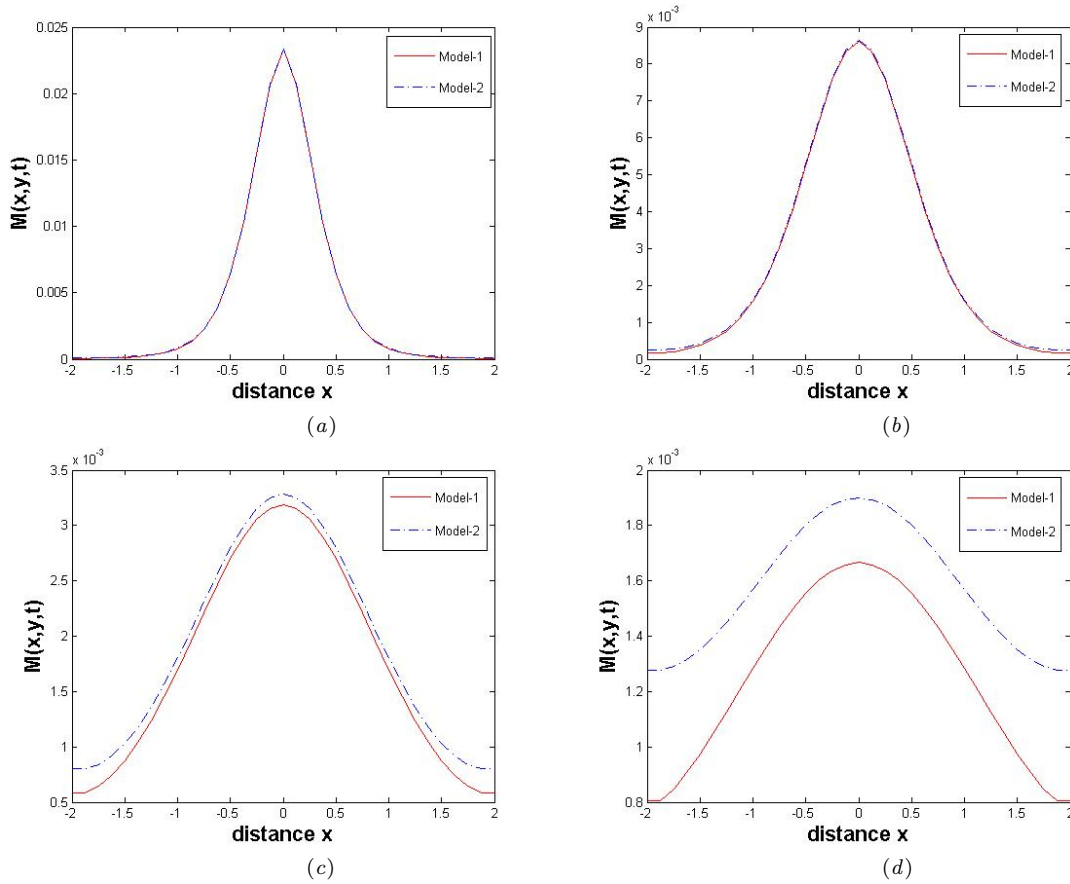 0.025
0.02
0.015
0.01
0.005
0
M(x,y,t)
-2 -1.5 -1 -0.5 0 0.5 1 1.5 2
distance x
Model-1
Model-2
(a)
x 10-3
9
8
7
6
5
4
3
2
1
0
M(x,y,t)
-2 -1.5 -1 -0.5 0 0.5 1 1.5 2
distance x
Model-1
Model-2
(b)
x 10-3
3.5
3
2.5
2
1.5
1
0.5
M(x,y,t)
-2 -1.5 -1 -0.5 0 0.5 1 1.5 2
distance x
Model-1
Model-2
(c)
x 10-3
2
1.8
1.6
1.4
1.2
1
0.8
M(x,y,t)
-2 -1.5 -1 -0.5 0 0.5 1 1.5 2
distance x
Model-1
Model-2
(d)